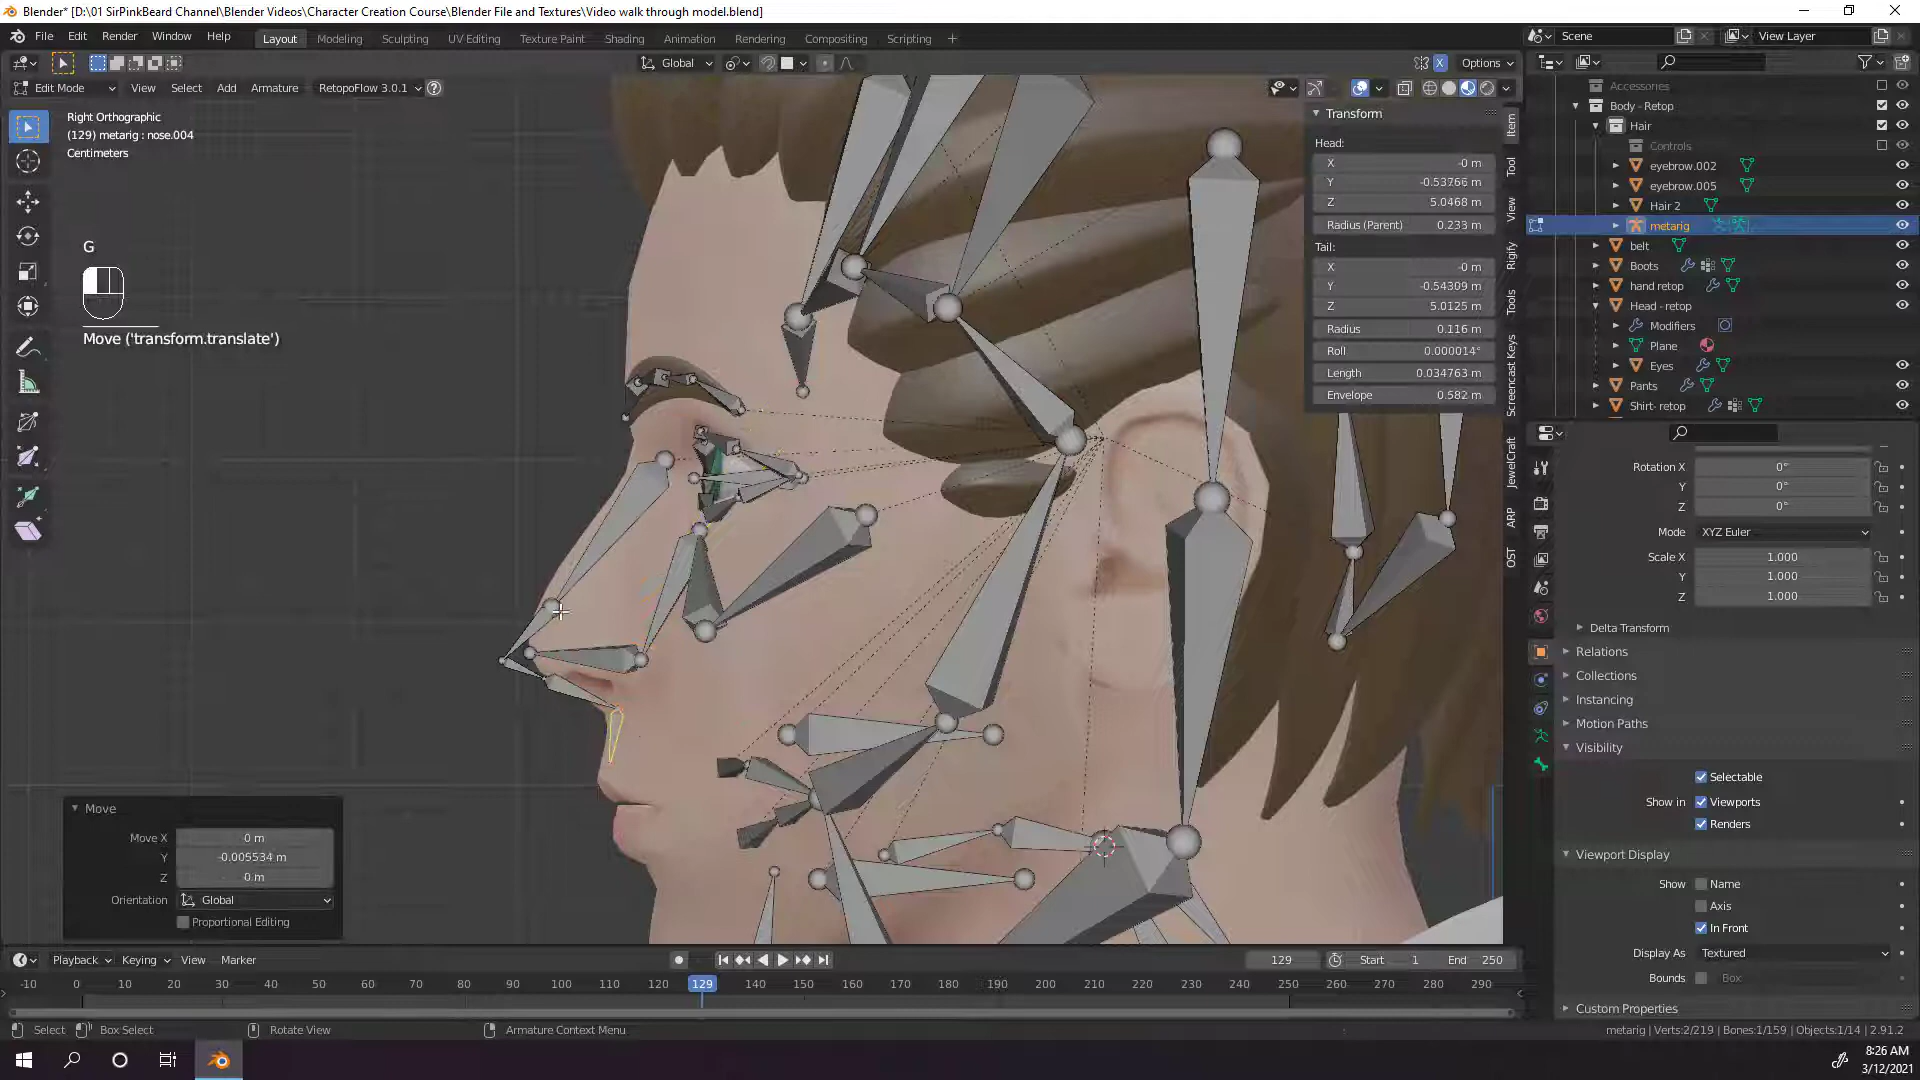 Blender* [D:\01 SirPinkBeard Channel\Blender Videos\Character Creation Course\Blender File and Textures\Video walk through model.blend]
File Edit Render Window Help Layout Modeling Sculpting UV Editing Texture Paint Shading Animation Rendering Compositing Scripting + Scene View Layer
Global Options
Edit Mode View Select Add Armature RetopoFlow 3.0.1
Right Orthographic
(129) metarig : nose.004
Centimeters
G
Move ('transform.translate')
Transform
Head:
X -0 m
Y -0.53766 m
Z 5.0468 m
Radius (Parent) 0.233 m
Tail:
X -0 m
Y -0.54309 m
Z 5.0125 m
Radius 0.116 m
Roll 0.000014°
Length 0.034763 m
Envelope 0.582 m
Item
Tool
View
Rigify
Tools
Screencast Keys
JewelCraft
ARP
OST
Accessories
Body - Retop
Hair
Controls
eyebrow.002
eyebrow.005
Hair 2
metarig
belt
Boots
hand retop
Head - retop
Modifiers
Plane
Eyes
Pants
Shirt- retop
Rotation X 0°
Y 0°
Z 0°
Mode XYZ Euler
Scale X 1.000
Y 1.000
Z 1.000
Delta Transform
Relations
Collections
Instancing
Motion Paths
Visibility
Selectable
Show in Viewports
Renders
Viewport Display
Show Name
Axis
In Front
Display As Textured
Bounds Box
Custom Properties
Move
Move X 0 m
Y -0.005534 m
Z 0 m
Orientation Global
Proportional Editing
Playback Keying View Marker 129 Start 1 End 250
-10 0 10 20 30 40 50 60 70 80 90 100 110 120 129 140 150 160 170 180 190 200 210 220 230 240 250 260 270 280 290
Select Box Select Rotate View Armature Context Menu metarig | Verts:2/219 | Bones:1/159 | Objects:1/14 | 2.91.2
8:26 AM
3/12/2021